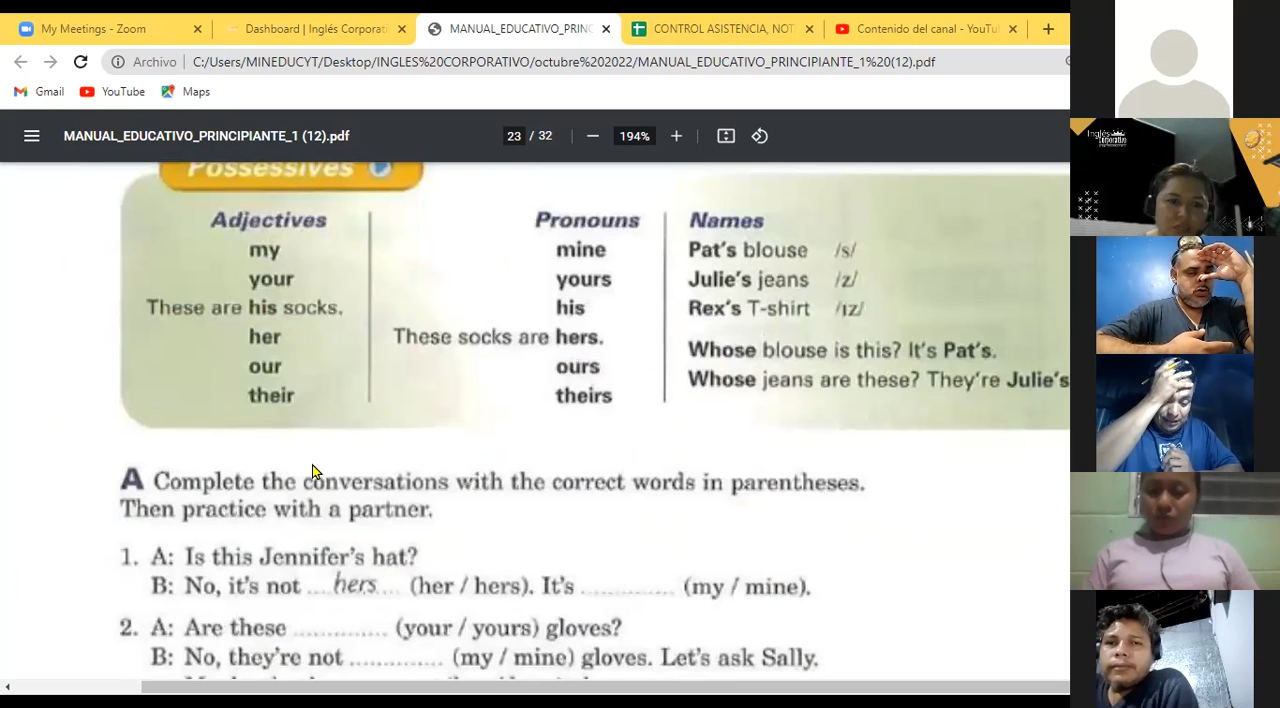 My Meetings - Zoom
Dashboard | Inglés Corporati
MANUAL_EDUCATIVO_PRINC
CONTROL ASISTENCIA, NOT
Contenido del canal - YouTu
Archivo C:/Users/MINEDUCYT/Desktop/INGLES%20CORPORATIVO/octubre%202022/MANUAL_EDUCATIVO_PRINCIPIANTE_1%20(12).pdf
Gmail YouTube Maps
MANUAL_EDUCATIVO_PRINCIPIANTE_1 (12).pdf 23 / 32 194%
Possessives
Adjectives Pronouns Names
my mine Pat's blouse /s/
your yours Julie's jeans /z/
These are his socks. his Rex's T-shirt /ɪz/
her These socks are hers.
our ours Whose blouse is this? It's Pat's.
their theirs Whose jeans are these? They're Julie's
A Complete the conversations with the correct words in parentheses.
Then practice with a partner.
1. A: Is this Jennifer's hat?
B: No, it's not ....hers.... (her / hers). It's .............. (my / mine).
2. A: Are these .............. (your / yours) gloves?
B: No, they're not .............. (my / mine) gloves. Let's ask Sally.
Inglés
Corporativo